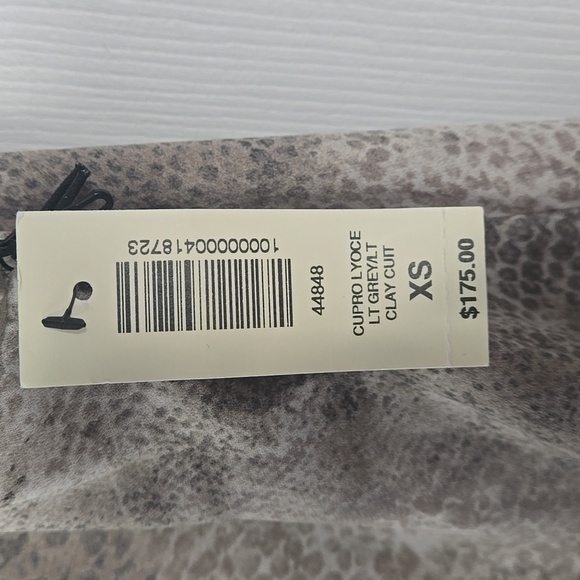 1000000418723
44848
CUPRO LYOCE
LT GREY/LT
CLAY CUIT
XS
$175.00